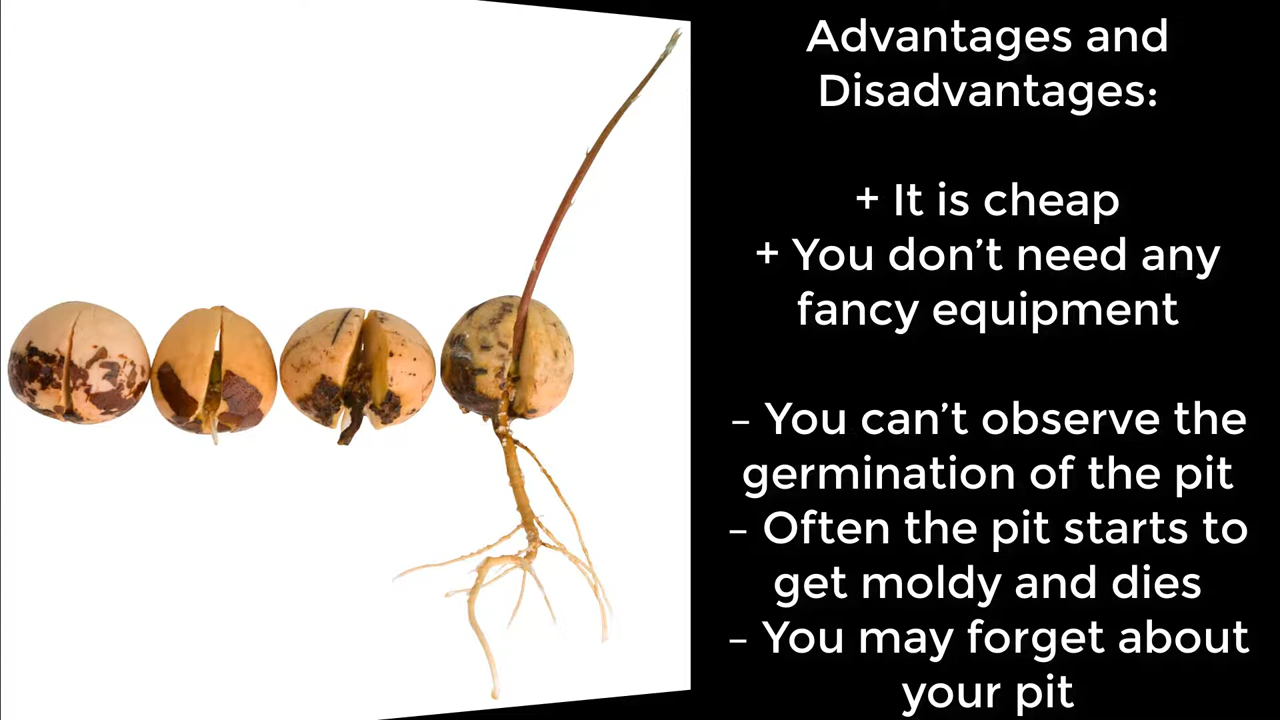 Advantages and
Disadvantages:
+ It is cheap
+ You don’t need any
fancy equipment
– You can’t observe the
germination of the pit
– Often the pit starts to
get moldy and dies
– You may forget about
your pit